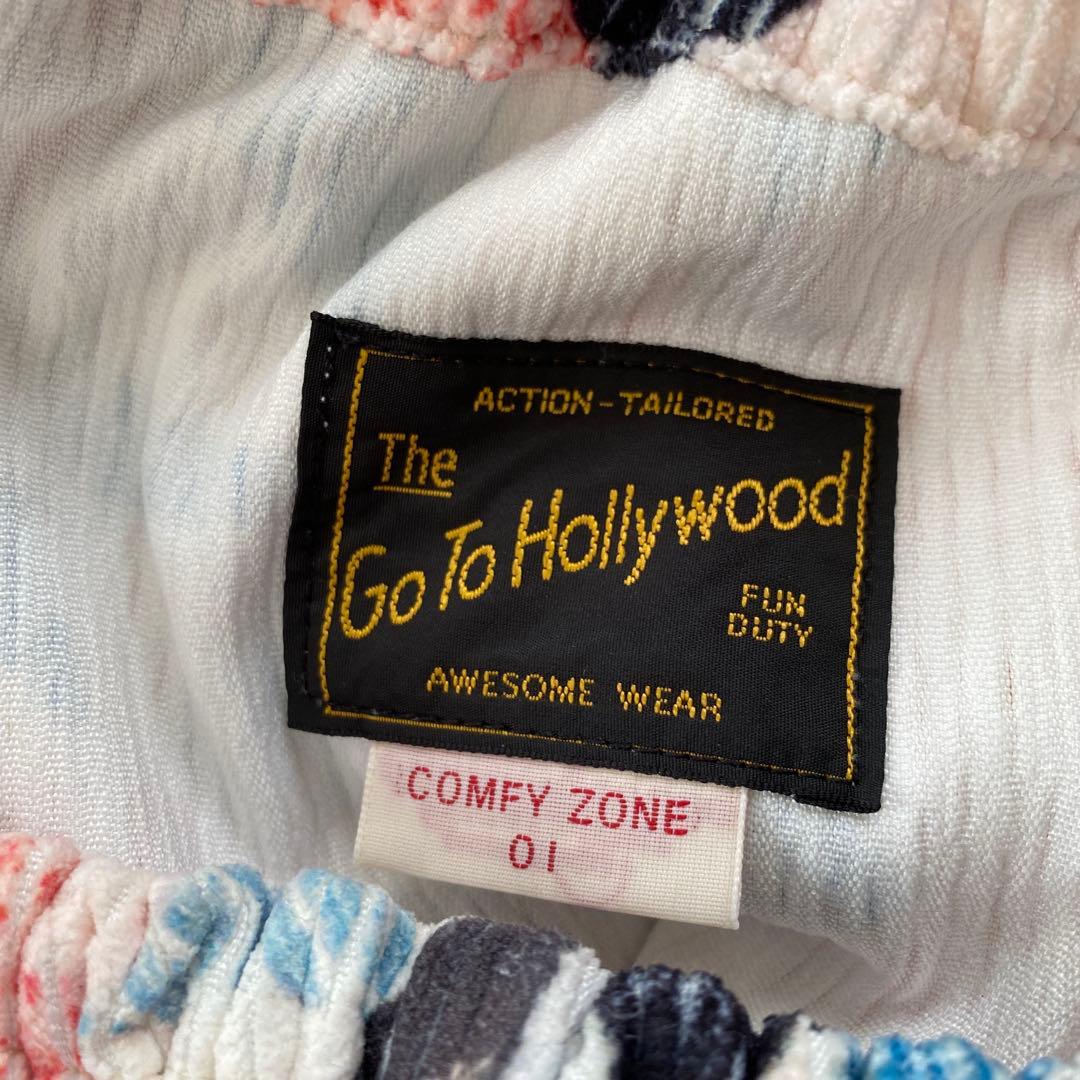 ACTION-TAILORED
The
Go To Hollywood
FUN
DUTY
AWESOME WEAR
COMFY ZONE
01